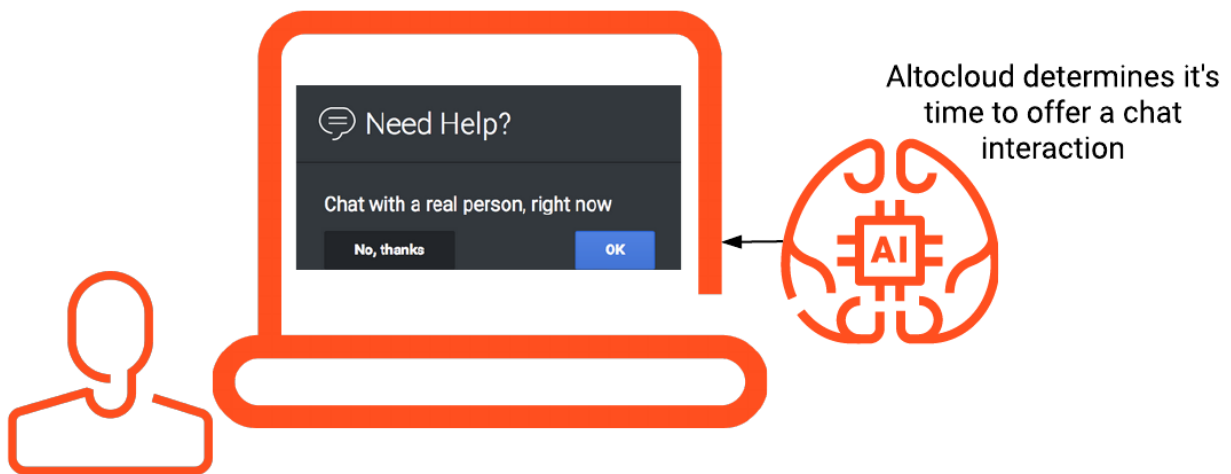 Altocloud determines it's
time to offer a chat
interaction
Need Help?
Chat with a real person, right now
No, thanks
OK
AI